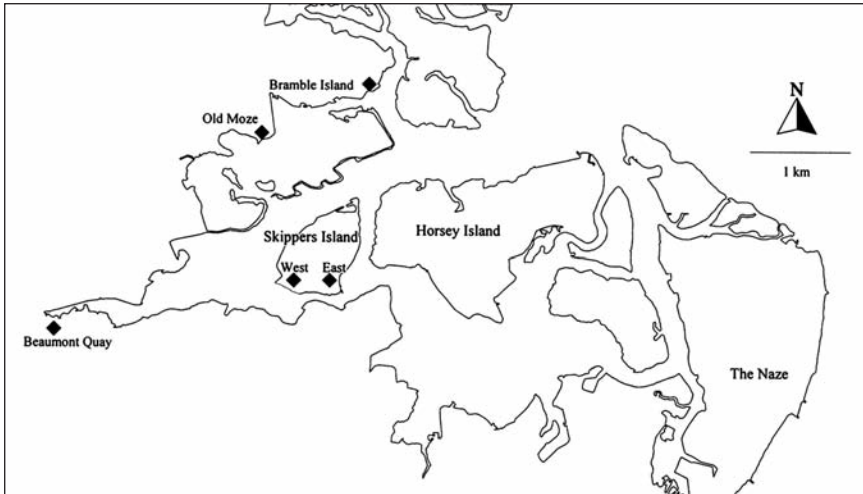 Bramble Island
N
Old Moze
1 km
Skippers Island
Horsey Island
West East
Beaumont Quay
The Naze